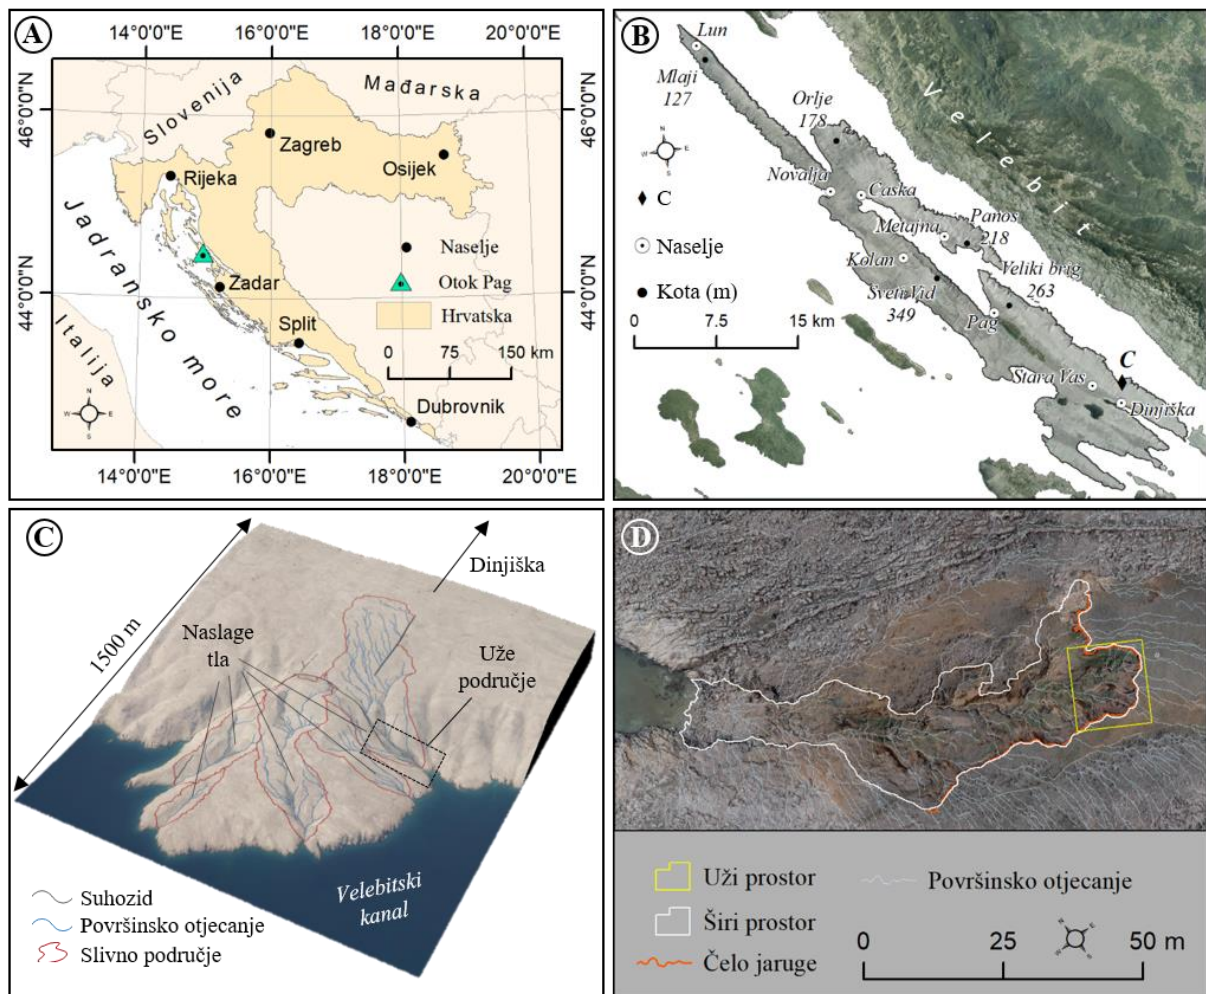 A
14°0'0"E 16°0'0"E 18°0'0"E 20°0'0"E
46°0'0"N
44°0'0"N
46°0'0"N
44°0'0"N
Slovenija
Mađarska
Zagreb
Osijek
Rijeka
Jadransko more
Naselje
Otok Pag
Zadar
Hrvatska
Split
0 75 150 km
Italija
N
W E
S
Dubrovnik
14°0'0"E 16°0'0"E 18°0'0"E 20°0'0"E
B
Lun
Mlaji
127
Orlje
178
Velebit
N
W E
S
Novalja
Caska
C
Metajna
Panos
218
Naselje
Kolan
Veliki brig
263
Kota (m)
Sveti Vid
349
Pag
0 7.5 15 km
C
Stara Vas
Dinjiška
C
Dinjiška
1500 m
Naslage
tla
Uže
područje
Velebitski
kanal
Suhozid
Površinsko otjecanje
Slivno područje
D
Uži prostor
Površinsko otjecanje
Širi prostor
N
E
S
W
0 25 50 m
Čelo jaruge